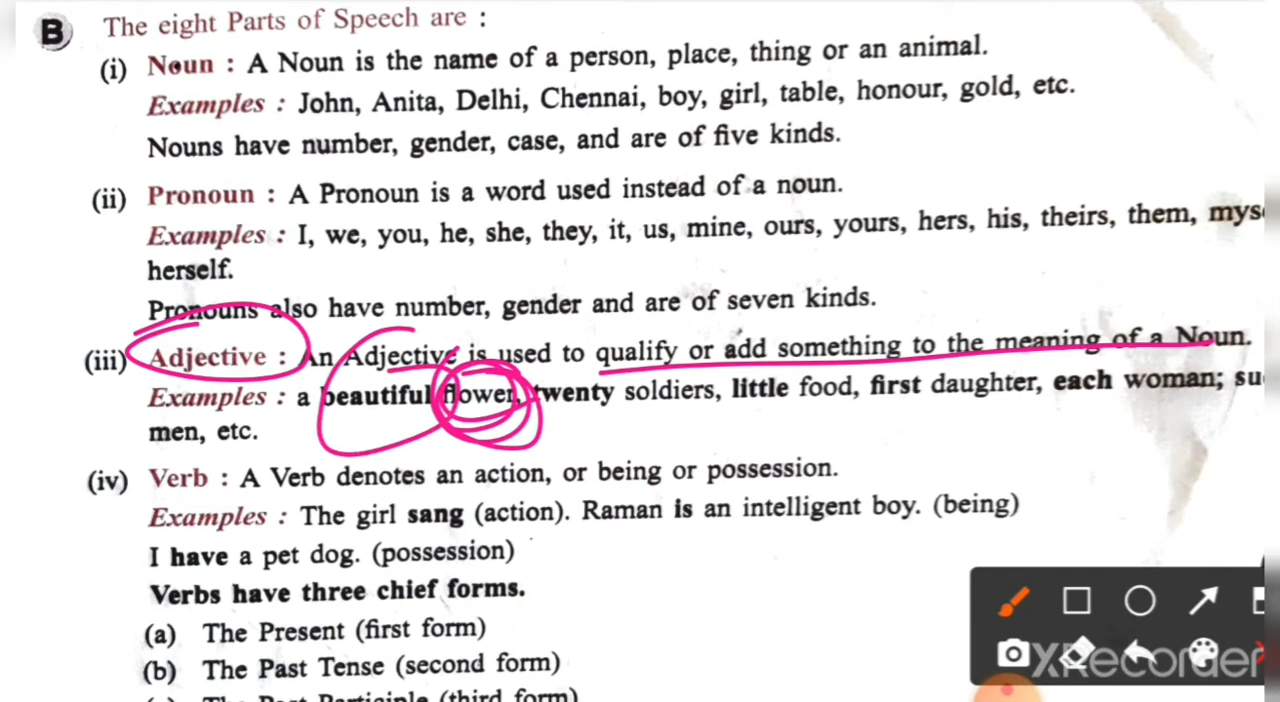 B The eight Parts of Speech are :
(i) Noun : A Noun is the name of a person, place, thing or an animal.
Examples : John, Anita, Delhi, Chennai, boy, girl, table, honour, gold, etc.
Nouns have number, gender, case, and are of five kinds.
(ii) Pronoun : A Pronoun is a word used instead of a noun.
Examples : I, we, you, he, she, they, it, us, mine, ours, yours, hers, his, theirs, them,
herself.
Pronouns also have number, gender and are of seven kinds.
(iii) Adjective : An Adjective is used to qualify or add something to the meaning of a Noun.
Examples : a beautiful flower, twenty soldiers, little food, first daughter, each woman;
men, etc.
(iv) Verb : A Verb denotes an action, or being or possession.
Examples : The girl sang (action). Raman is an intelligent boy. (being)
I have a pet dog. (possession)
Verbs have three chief forms.
(a) The Present (first form)
(b) The Past Tense (second form)
The Past Participle (third form)
XRecorder